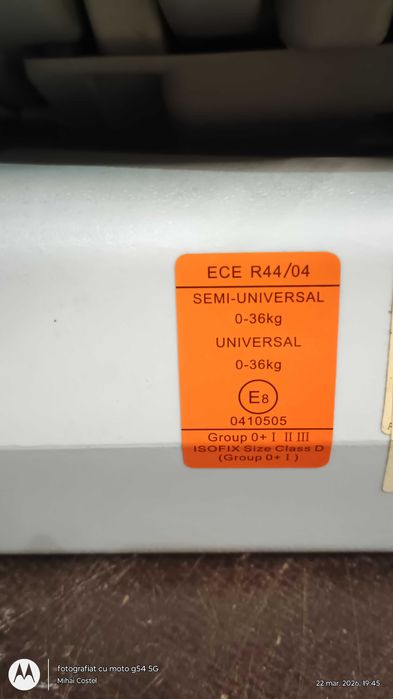 ECE R44/04
SEMI-UNIVERSAL
0-36kg
UNIVERSAL
0-36kg
E8
0410505
Group 0+ I II III
ISOFIX Size Class D
(Group 0+ I )
fotografiat cu moto g54 5G
Mihai Costel
22 mar. 2026, 19:45